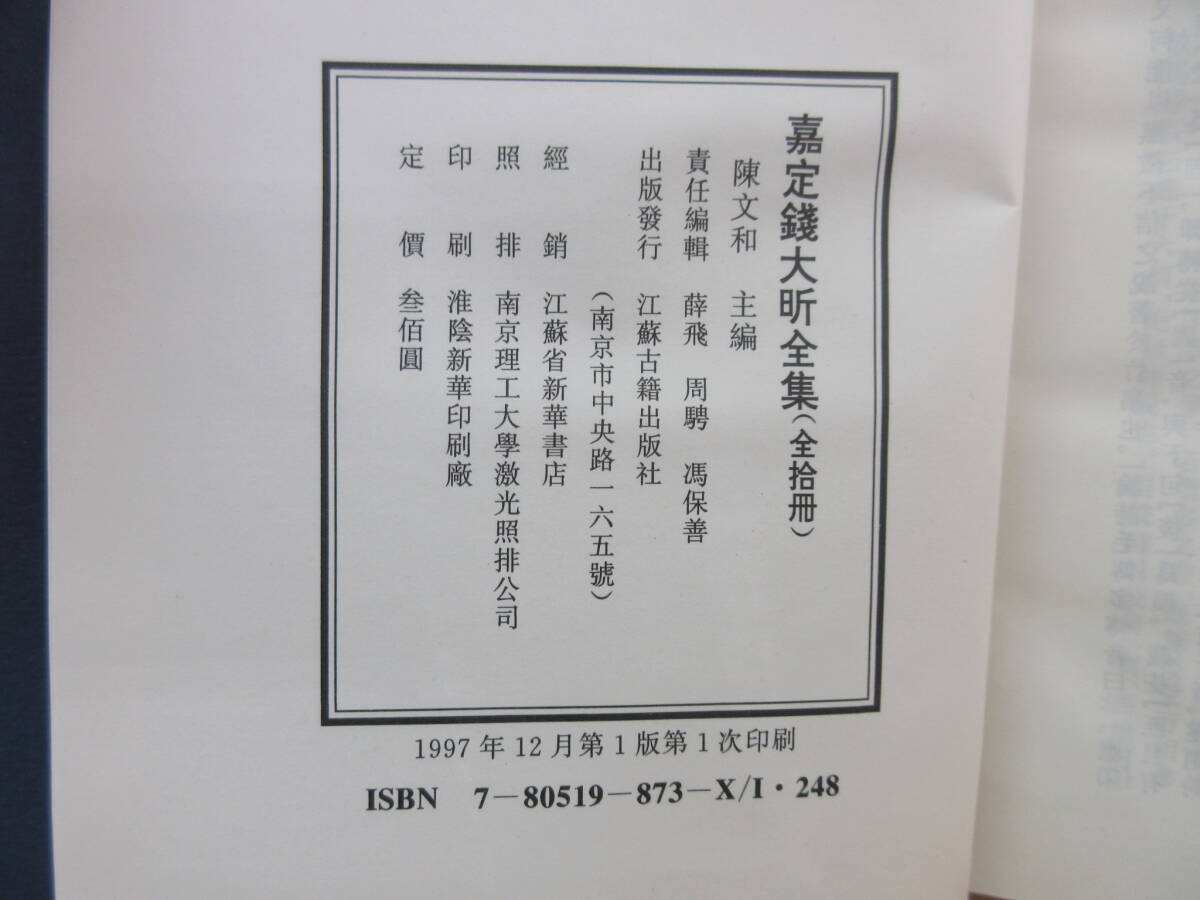 嘉定錢大昕全集(全拾冊)
陳文和 主編
責任編輯 薛飛 周騁 馮保善
出版發行 江蘇古籍出版社
(南京市中央路一六五號)
經銷 江蘇省新華書店
照排 南京理工大學激光照排公司
印刷 淮陰新華印刷廠
定價 叁佰圓
1997年12月第1版第1次印刷
ISBN 7-80519-873-X/I·248